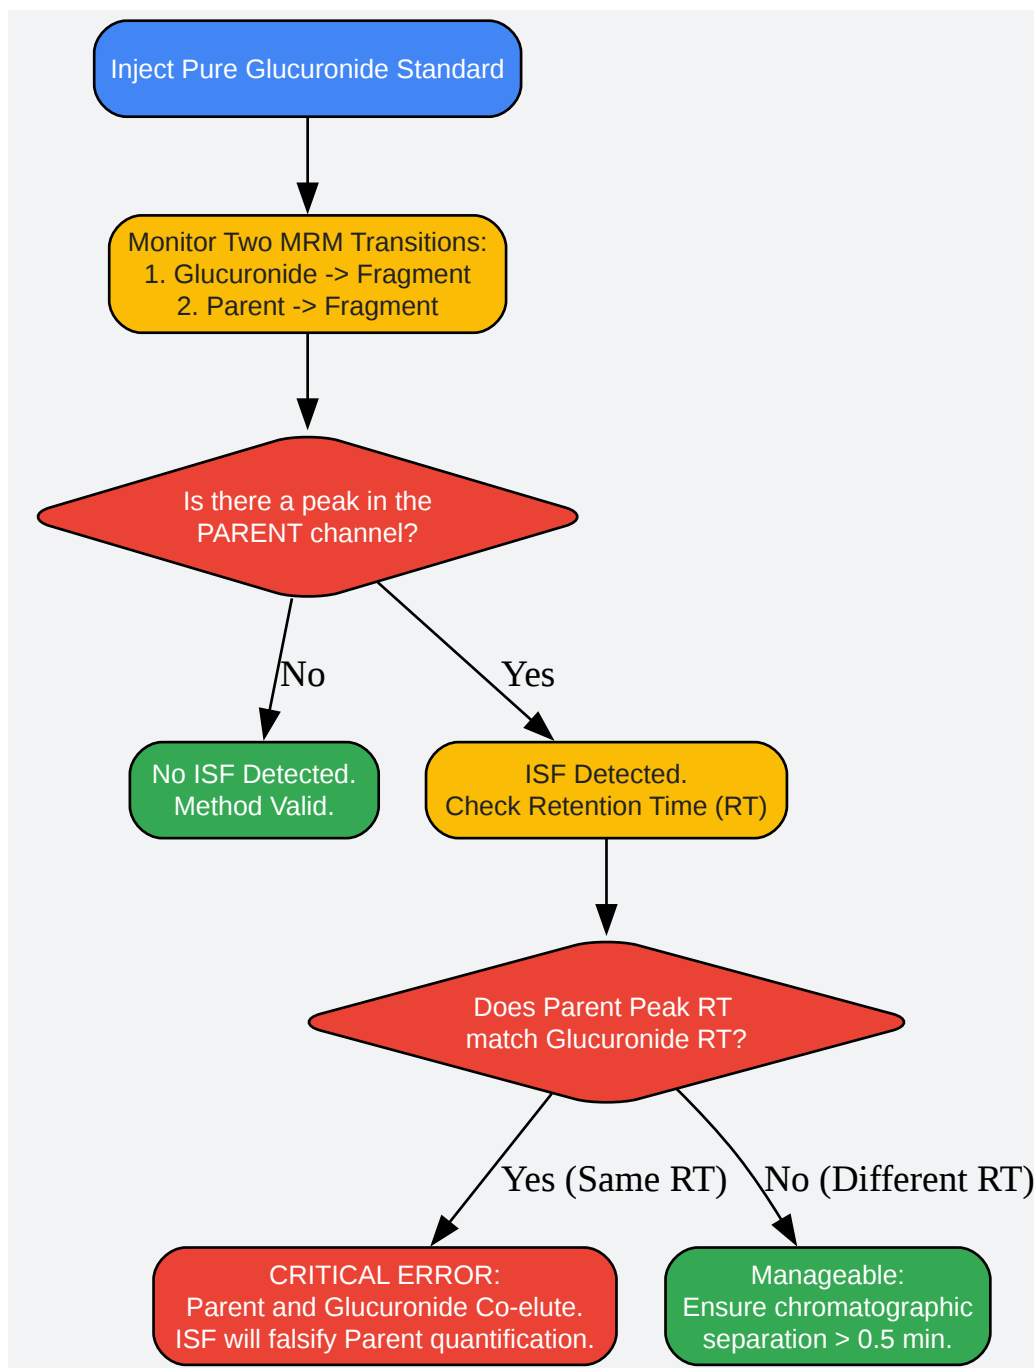 Inject Pure Glucuronide Standard
Monitor Two MRM Transitions:
1. Glucuronide -> Fragment
2. Parent -> Fragment
Is there a peak in the
PARENT channel?
No
Yes
No ISF Detected.
Method Valid.
ISF Detected.
Check Retention Time (RT)
Does Parent Peak RT
match Glucuronide RT?
Yes (Same RT)
No (Different RT)
CRITICAL ERROR:
Parent and Glucuronide Co-elute.
ISF will falsify Parent quantification.
Manageable:
Ensure chromatographic
separation > 0.5 min.